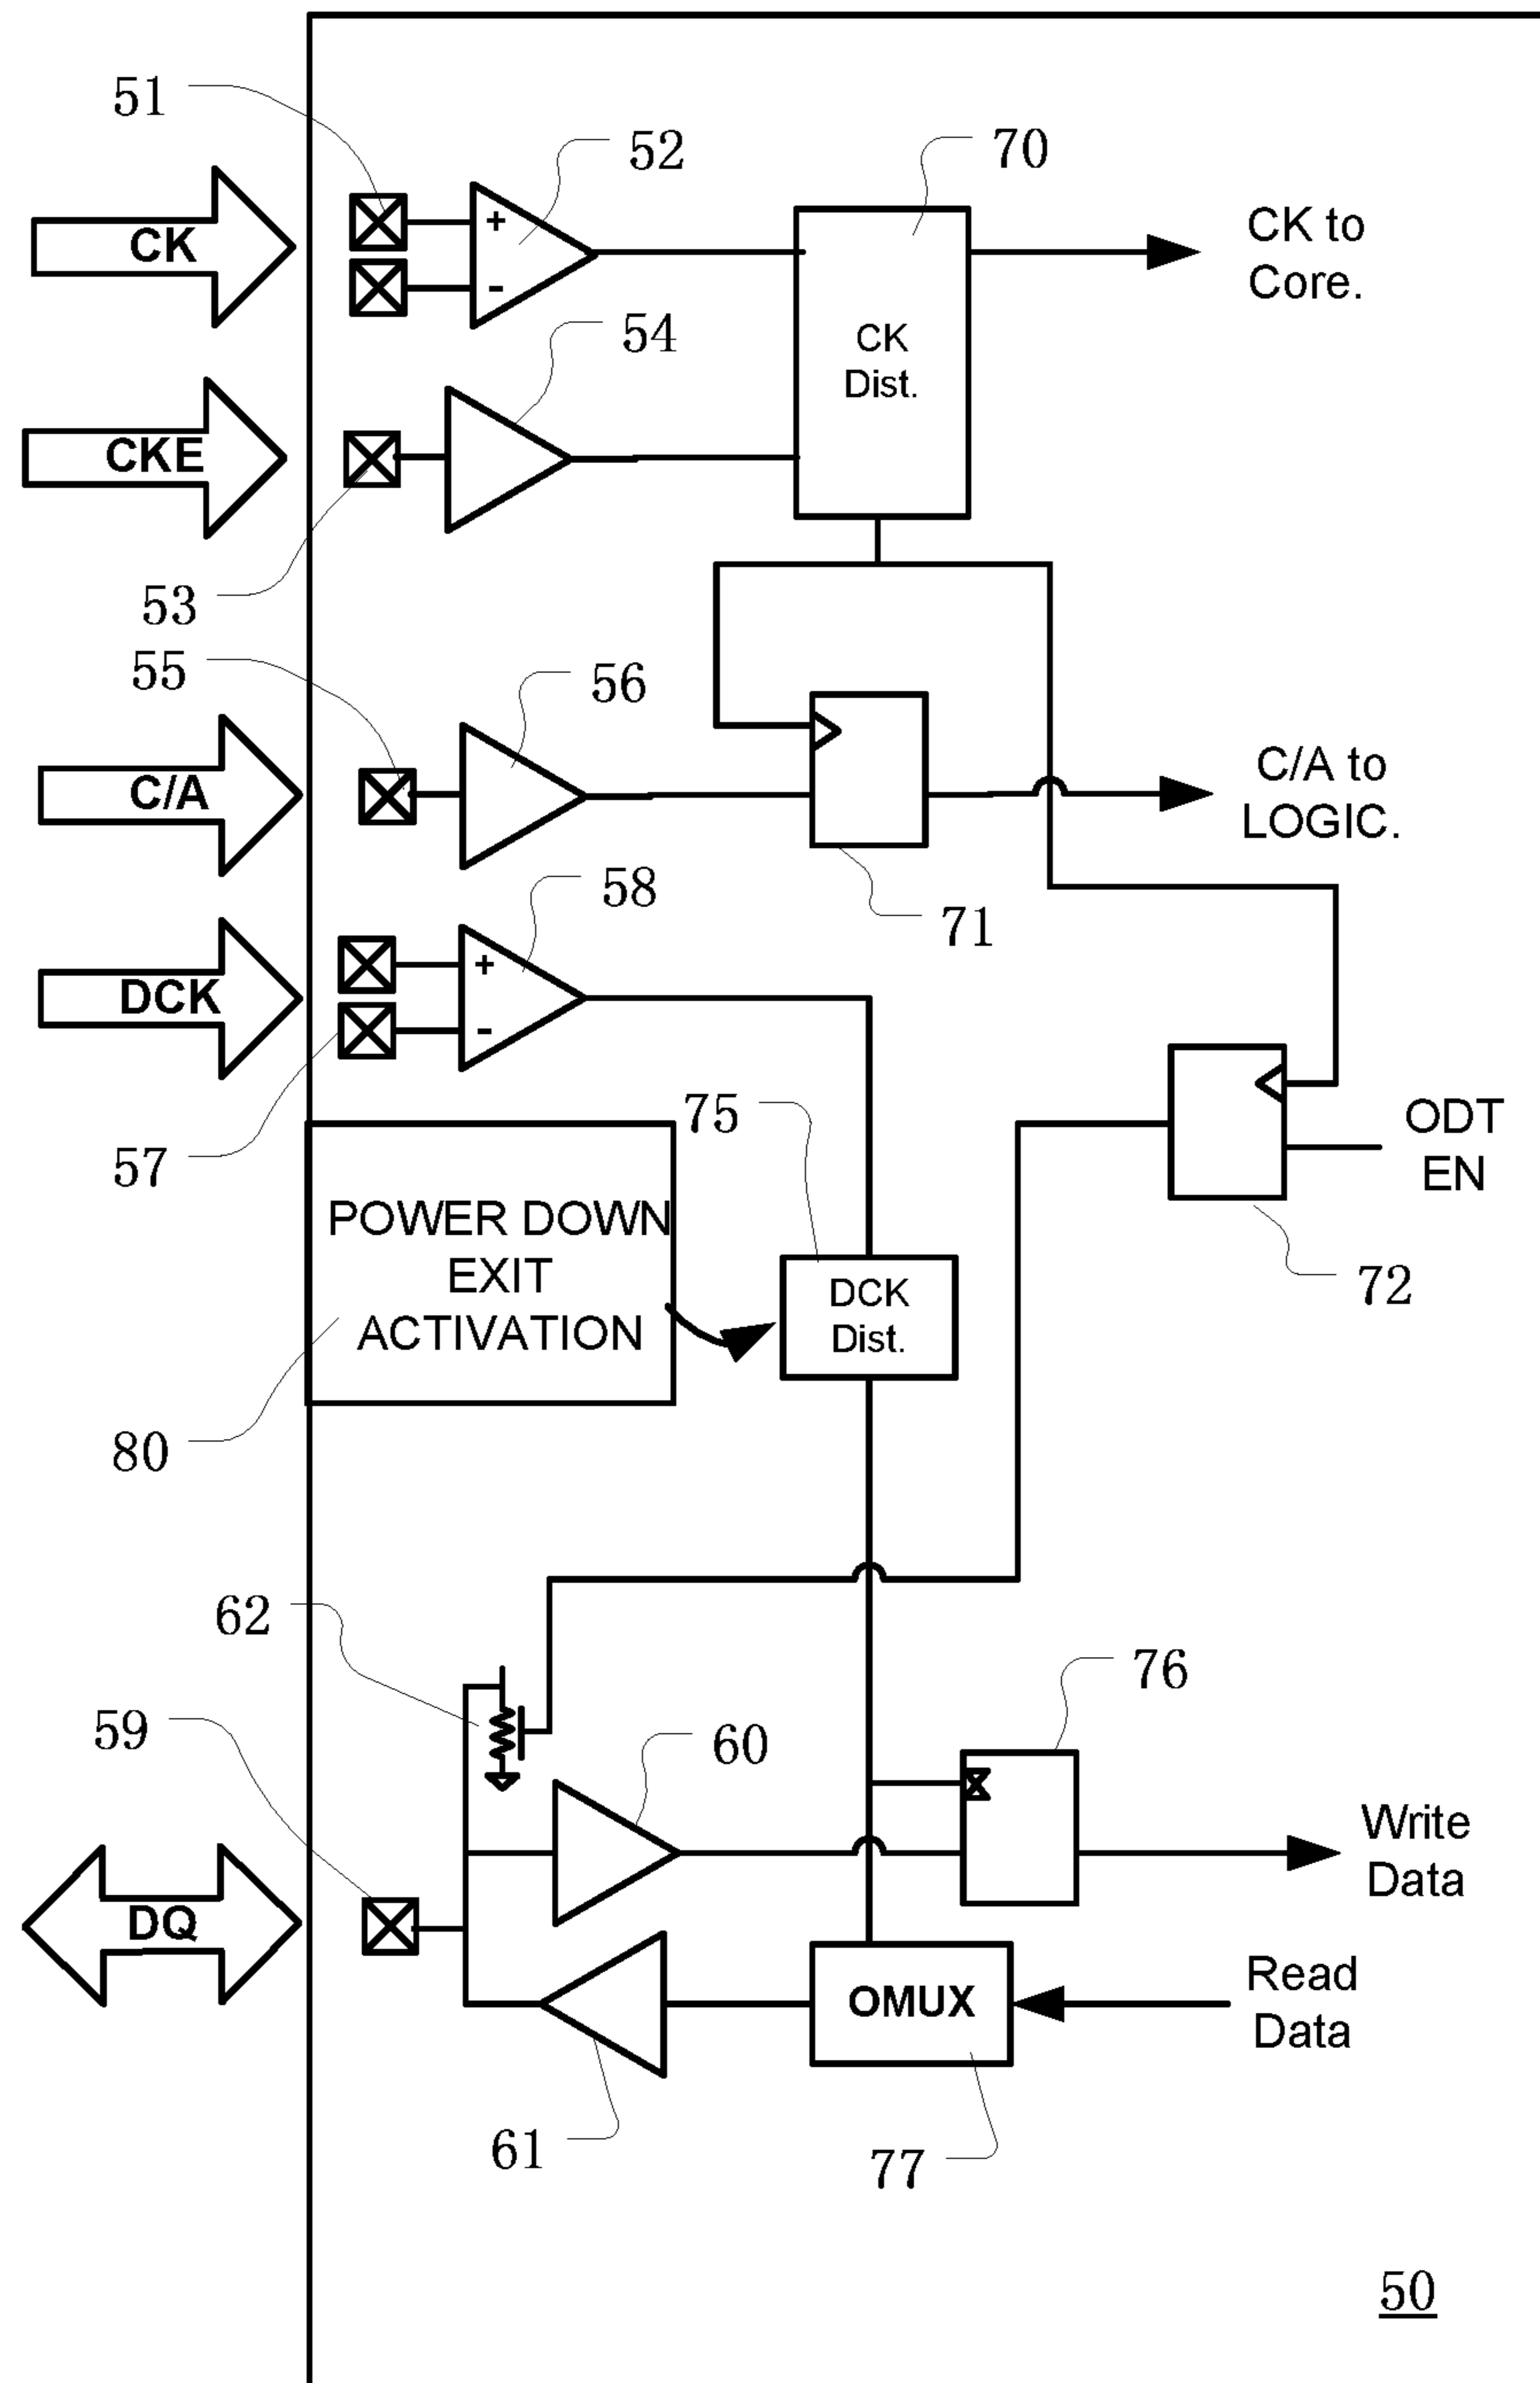 51
52
70
CK
+
-
CK to
Core.
54
CK
Dist.
CKE
53
55
56
C/A
C/A to
LOGIC.
58
71
DCK
+
-
57
75
ODT
EN
POWER DOWN
EXIT
ACTIVATION
DCK
Dist.
72
80
62
76
59
60
Write
Data
DQ
OMUX
Read
Data
61
77
50